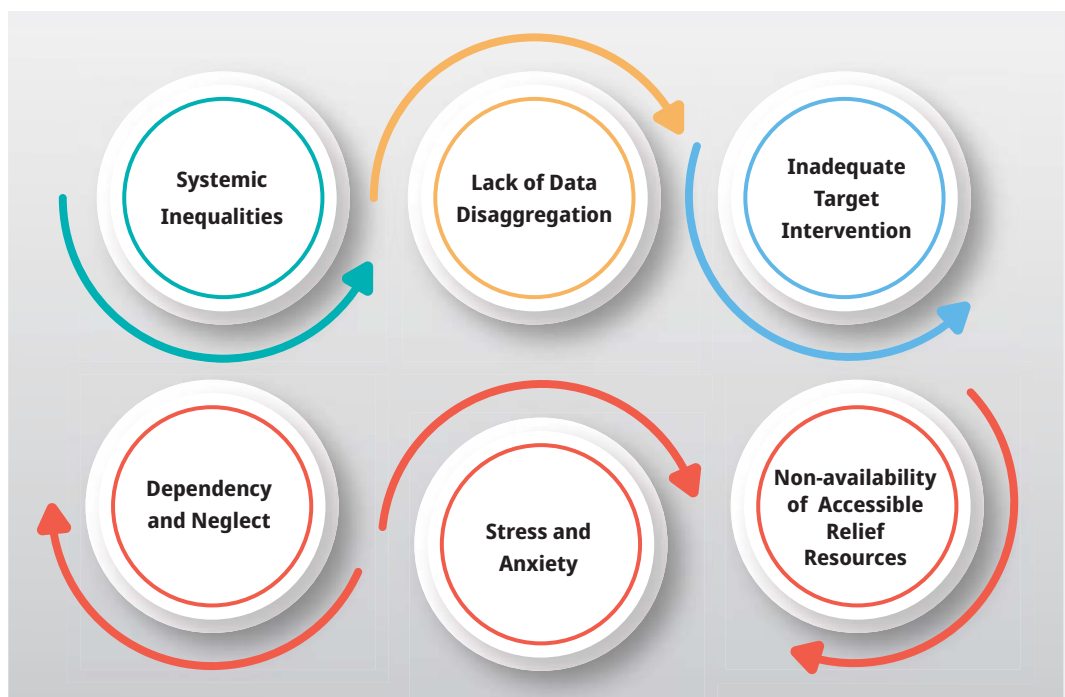 Systemic
Inequalities
Lack of Data
Disaggregation
Inadequate
Target
Intervention
Dependency
and Neglect
Stress and
Anxiety
Non-availability
of Accessible
Relief
Resources